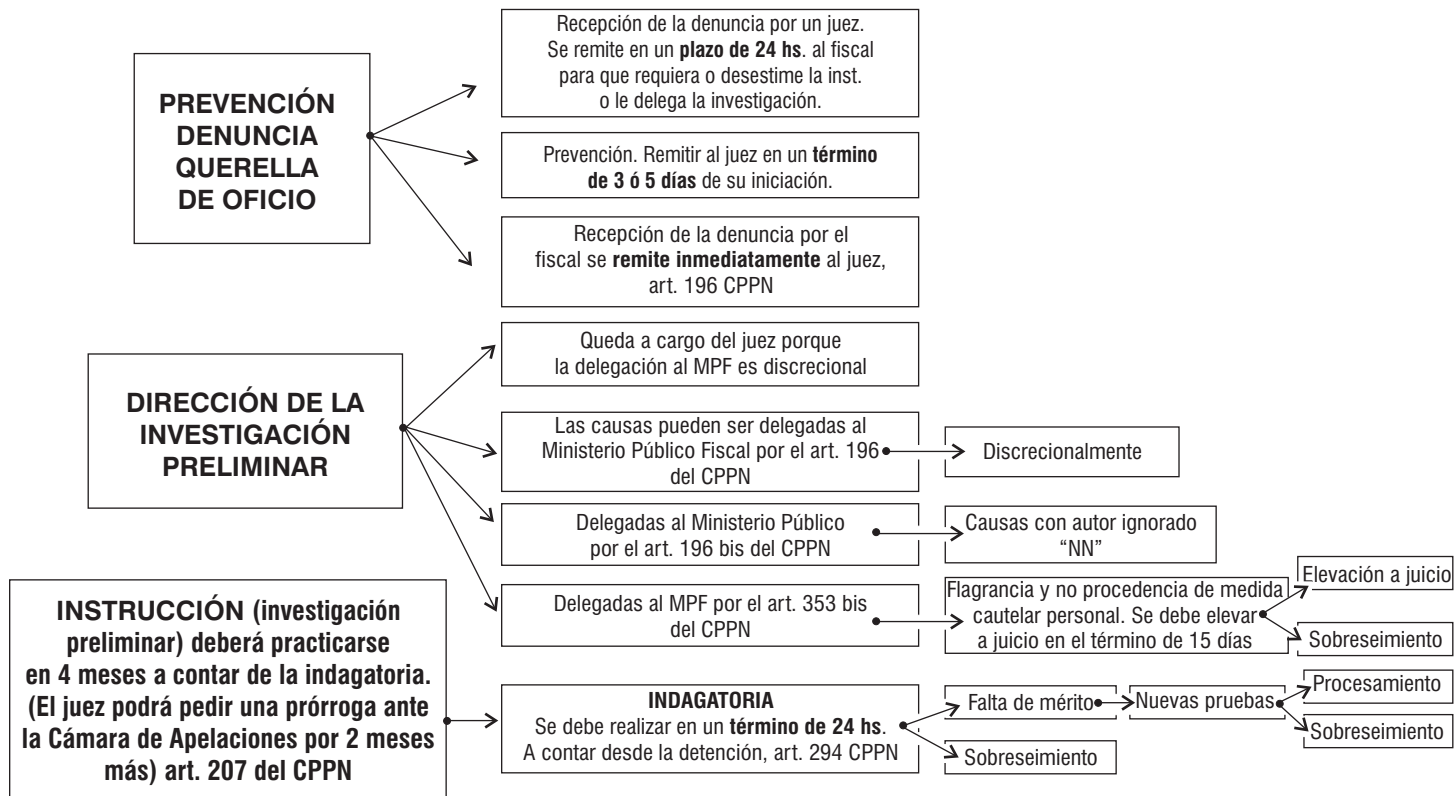 PREVENCIÓN
DENUNCIA
QUERELLA
DE OFICIO
Recepción de la denuncia por un juez.
Se remite en un plazo de 24 hs. al fiscal
para que requiera o desestime la inst.
o le delega la investigación.
Prevención. Remitir al juez en un término
de 3 ó 5 días de su iniciación.
Recepción de la denuncia por el
fiscal se remite inmediatamente al juez,
art. 196 CPPN
DIRECCIÓN DE LA
INVESTIGACIÓN
PRELIMINAR
Queda a cargo del juez porque
la delegación al MPF es discrecional
Las causas pueden ser delegadas al
Ministerio Público Fiscal por el art. 196
del CPPN
Discrecionalmente
Delegadas al Ministerio Público
por el art. 196 bis del CPPN
Causas con autor ignorado
“NN”
Delegadas al MPF por el art. 353 bis
del CPPN
Flagrancia y no procedencia de medida
cautelar personal. Se debe elevar
a juicio en el término de 15 días
Elevación a juicio
Sobreseimiento
INSTRUCCIÓN (investigación
preliminar) deberá practicarse
en 4 meses a contar de la indagatoria.
(El juez podrá pedir una prórroga ante
la Cámara de Apelaciones por 2 meses
más) art. 207 del CPPN
INDAGATORIA
Se debe realizar en un término de 24 hs.
A contar desde la detención, art. 294 CPPN
Falta de mérito
Nuevas pruebas
Procesamiento
Sobreseimiento
Sobreseimiento